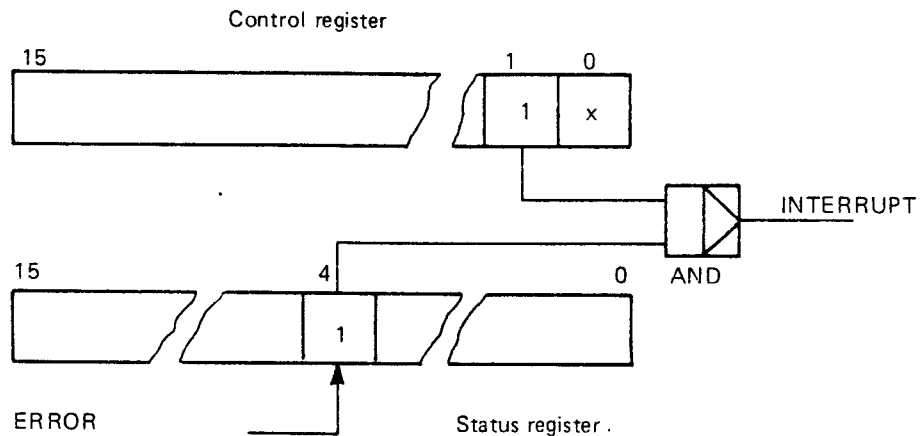 Control register
15 1 0
1 x
INTERRUPT
15 4 0
AND
1
ERROR
Status register.